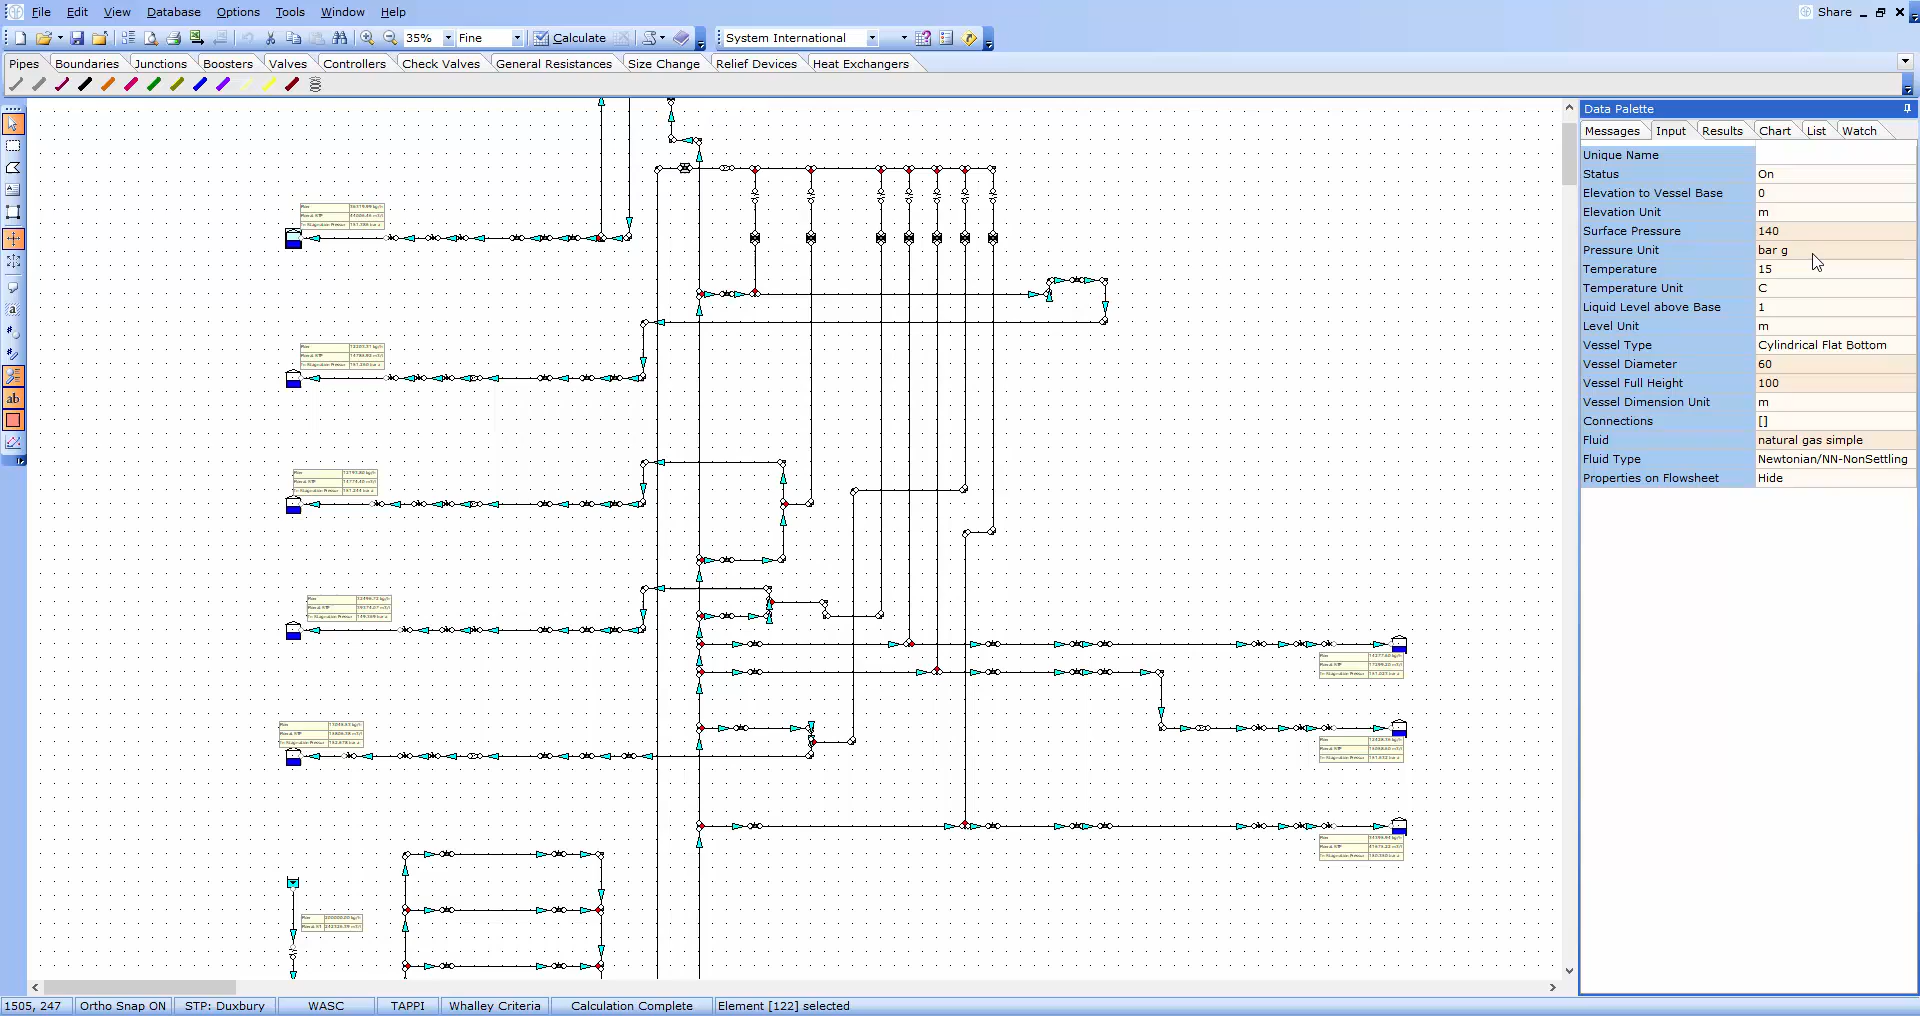 File Edit View Database Options Tools Window Help
Share
35% Fine Calculate System International
Pipes Boundaries Junctions Boosters Valves Controllers Check Valves General Resistances Size Change Relief Devices Heat Exchangers
Data Palette
Messages Input Results Chart List Watch
Unique Name
Status On
Elevation to Vessel Base 0
Elevation Unit m
Surface Pressure 140
Pressure Unit bar g
Temperature 15
Temperature Unit C
Liquid Level above Base 1
Level Unit m
Vessel Type Cylindrical Flat Bottom
Vessel Diameter 60
Vessel Full Height 100
Vessel Dimension Unit m
Connections []
Fluid natural gas simple
Fluid Type Newtonian/NN-NonSettling
Properties on Flowsheet Hide
a
ab
1505, 247 Ortho Snap ON STP: Duxbury WASC TAPPI Whalley Criteria Calculation Complete Element [122] selected